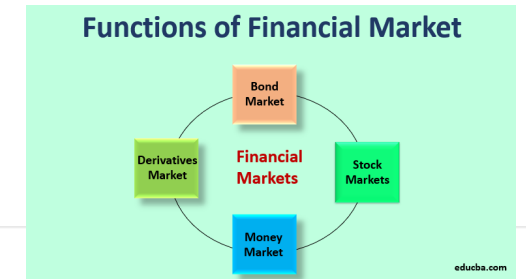 Functions of Financial Market
Bond
Market
Derivatives
Market
Financial
Markets
Stock
Markets
Money
Market
educba.com